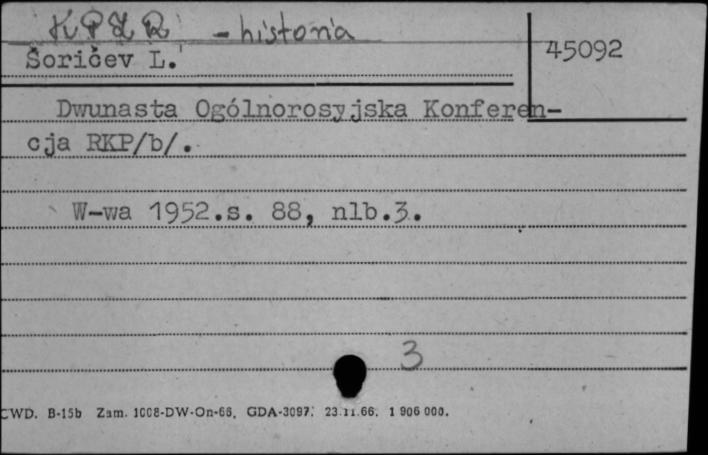 KPZR - historia
Šoričev L.
45092
Dwunasta Ogólnorosyjska Konferen-
cja RKP/b/.
W-wa 1952.s. 88, nlb.3.
3
CWD. B-15b Zam. 1008-DW-On-66. GDA-3097. 23.11.66. 1 906 000.